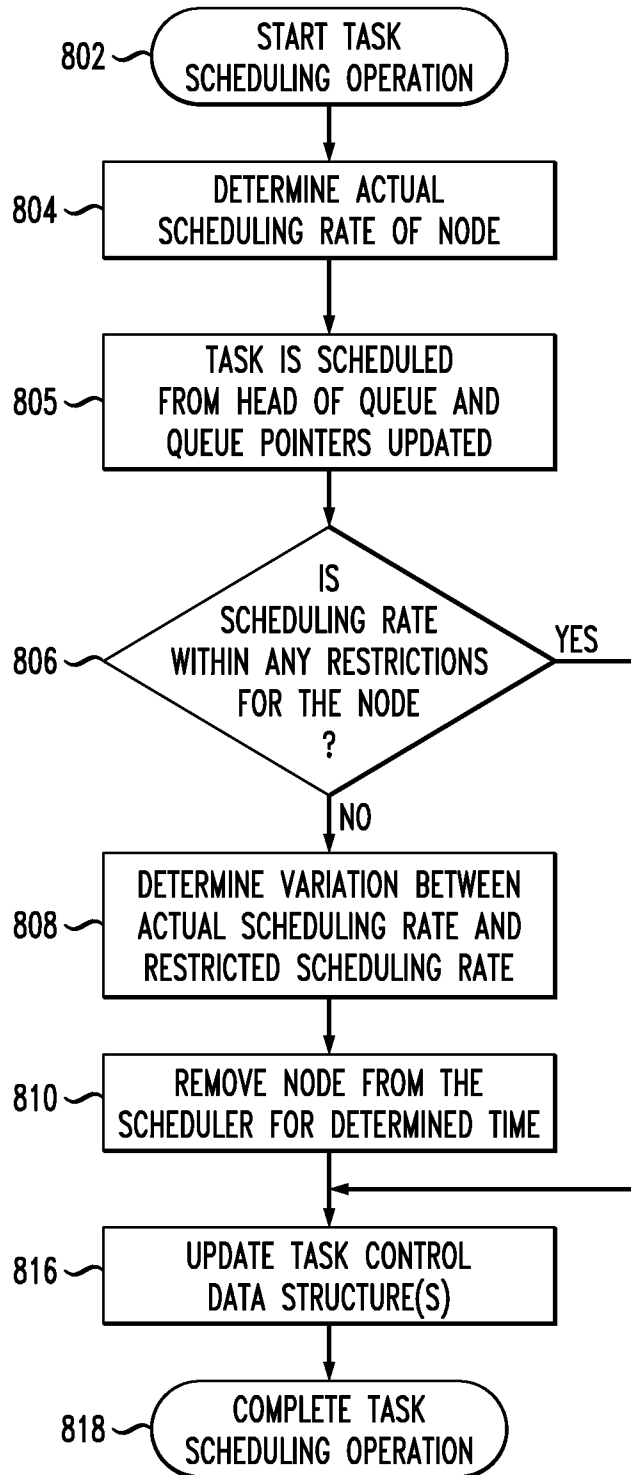 802
START TASK
SCHEDULING OPERATION
804
DETERMINE ACTUAL
SCHEDULING RATE OF NODE
805
TASK IS SCHEDULED
FROM HEAD OF QUEUE AND
QUEUE POINTERS UPDATED
806
IS
SCHEDULING RATE
WITHIN ANY RESTRICTIONS
FOR THE NODE
?
YES
NO
808
DETERMINE VARIATION BETWEEN
ACTUAL SCHEDULING RATE AND
RESTRICTED SCHEDULING RATE
810
REMOVE NODE FROM THE
SCHEDULER FOR DETERMINED TIME
816
UPDATE TASK CONTROL
DATA STRUCTURE(S)
818
COMPLETE TASK
SCHEDULING OPERATION